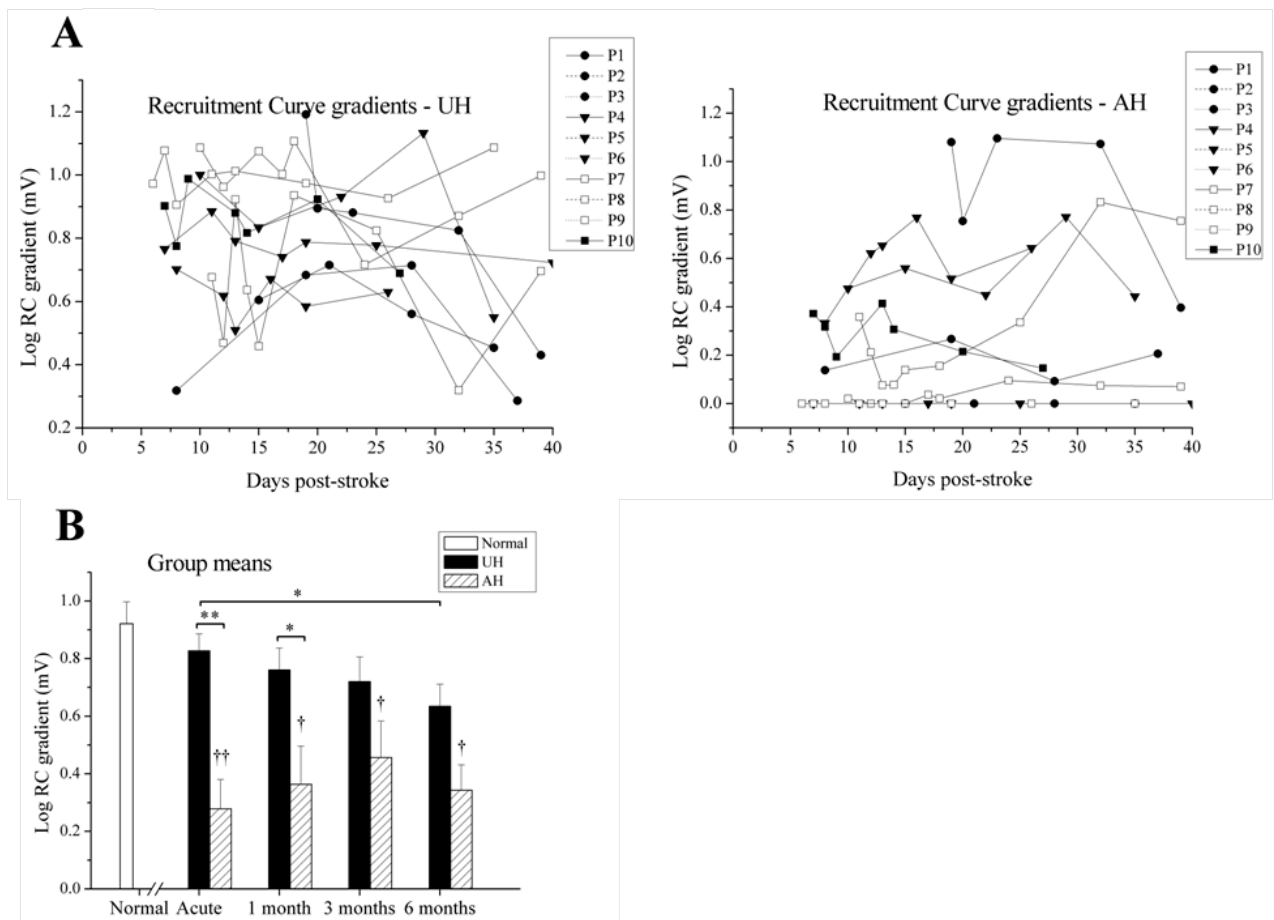 A
Recruitment Curve gradients - UH
Log RC gradient (mV)
1.2
1.0
0.8
0.6
0.4
0.2
0 5 10 15 20 25 30 35 40
Days post-stroke
P1
P2
P3
P4
P5
P6
P7
P8
P9
P10
Recruitment Curve gradients - AH
Log RC gradient (mV)
1.2
1.0
0.8
0.6
0.4
0.2
0.0
0 5 10 15 20 25 30 35 40
Days post-stroke
P1
P2
P3
P4
P5
P6
P7
P8
P9
P10
B
Group means
Normal
UH
AH
Log RC gradient (mV)
1.0
0.8
0.6
0.4
0.2
0.0
*
**
*
††
†
†
†
Normal Acute 1 month 3 months 6 months